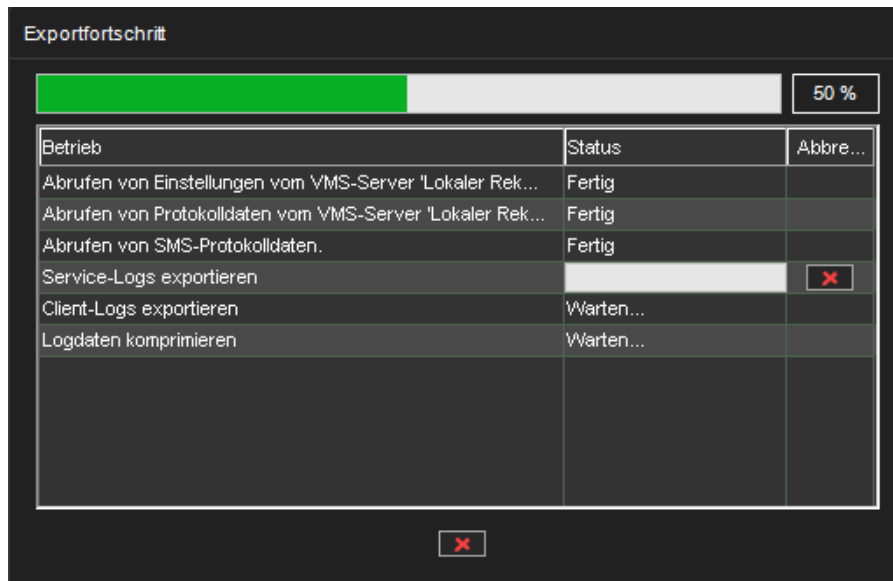 Exportfortschritt
50 %
Betrieb Status Abbre...
Abrufen von Einstellungen vom VMS-Server 'Lokaler Rek... Fertig
Abrufen von Protokolldaten vom VMS-Server 'Lokaler Rek... Fertig
Abrufen von SMS-Protokolldaten. Fertig
Service-Logs exportieren
Client-Logs exportieren Warten...
Logdaten komprimieren Warten...